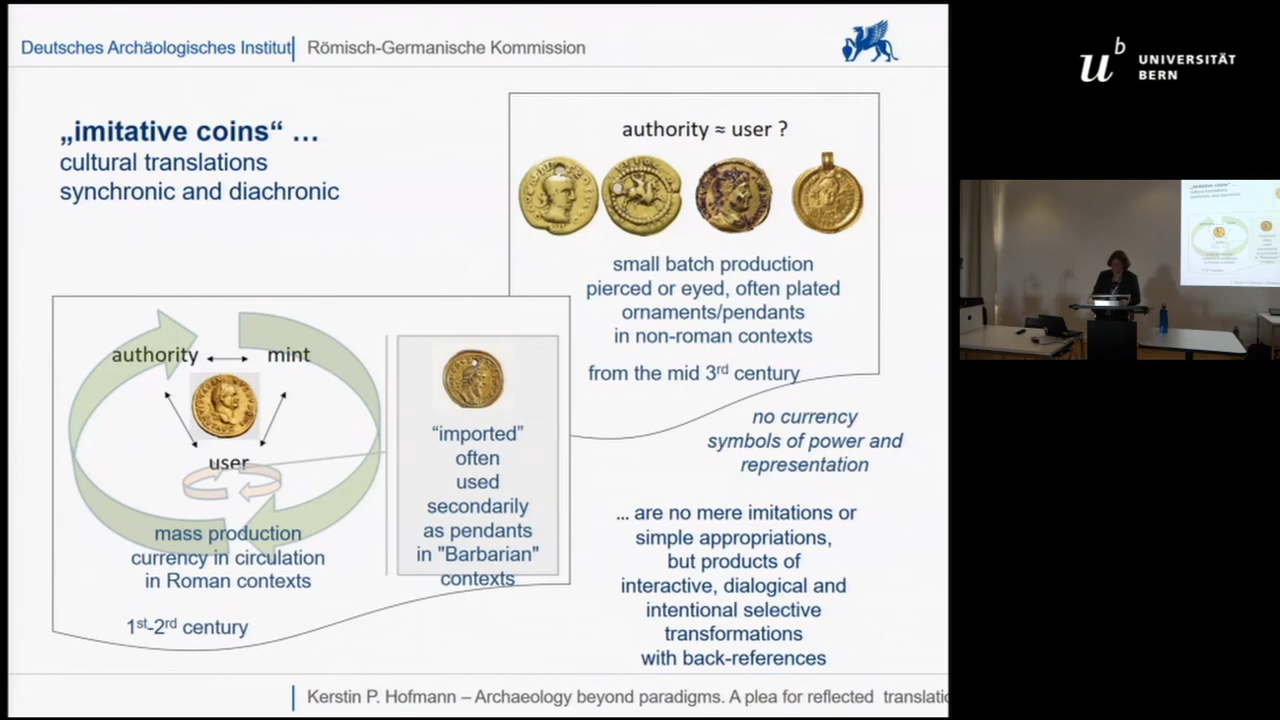 Deutsches Archäologisches Institut
Römisch-Germanische Kommission
„imitative coins“ …
cultural translations
synchronic and diachronic
authority ≈ user ?
small batch production
pierced or eyed, often plated
ornaments/pendants
in non-roman contexts
from the mid 3rd century
authority
mint
user
mass production
currency in circulation
in Roman contexts
1st-2rd century
“imported”
often
used
secondarily
as pendants
in "Barbarian"
contexts
no currency
symbols of power and
representation
... are no mere imitations or
simple appropriations,
but products of
interactive, dialogical and
intentional selective
transformations
with back-references
Kerstin P. Hofmann – Archaeology beyond paradigms. A plea for reflected translatio
u b
UNIVERSITÄT
BERN
„imitative coins“ …